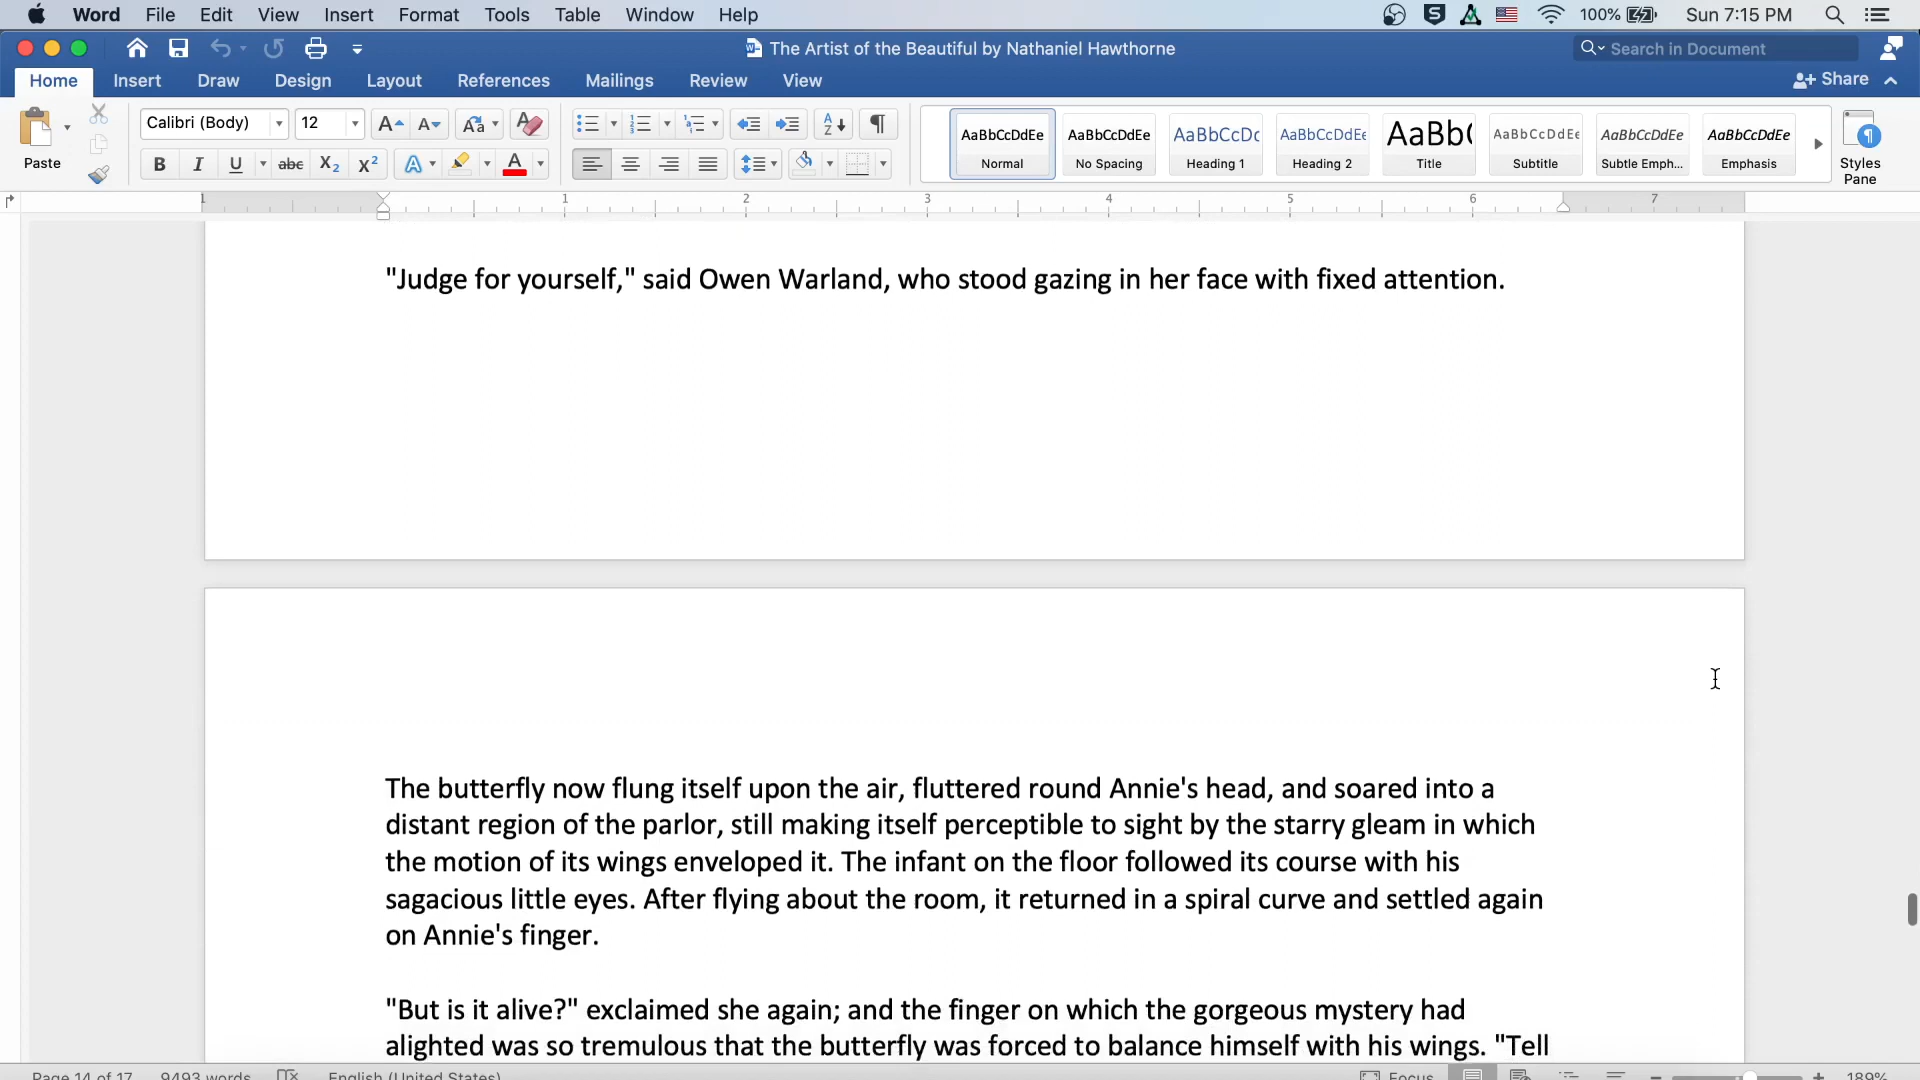 Word File Edit View Insert Format Tools Table Window Help 100% Sun 7:15 PM
The Artist of the Beautiful by Nathaniel Hawthorne Search in Document
Home Insert Draw Design Layout References Mailings Review View Share
Paste Calibri (Body) 12
AaBbCcDdEe AaBbCcDdEe AaBbCcDc AaBbCcDdEe AaBb( AaBbCcDdEe AaBbCcDdEe AaBbCcDdEe
Normal No Spacing Heading 1 Heading 2 Title Subtitle Subtle Emph... Emphasis Styles Pane
1 1 2 3 4 5 6 7
"Judge for yourself," said Owen Warland, who stood gazing in her face with fixed attention.
The butterfly now flung itself upon the air, fluttered round Annie's head, and soared into a
distant region of the parlor, still making itself perceptible to sight by the starry gleam in which
the motion of its wings enveloped it. The infant on the floor followed its course with his
sagacious little eyes. After flying about the room, it returned in a spiral curve and settled again
on Annie's finger.
"But is it alive?" exclaimed she again; and the finger on which the gorgeous mystery had
alighted was so tremulous that the butterfly was forced to balance himself with his wings. "Tell
Page 14 of 17 9493 words English (United States) Focus 189%